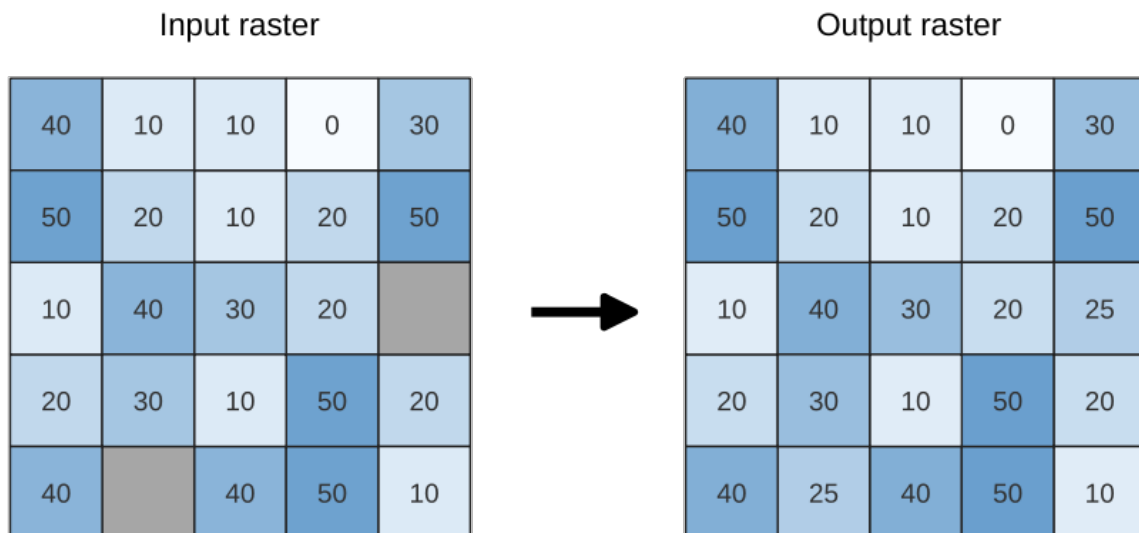 Input raster
Output raster
40 10 10 0 30
50 20 10 20 50
10 40 30 20
20 30 10 50 20
40 40 50 10
40 10 10 0 30
50 20 10 20 50
10 40 30 20 25
20 30 10 50 20
40 25 40 50 10